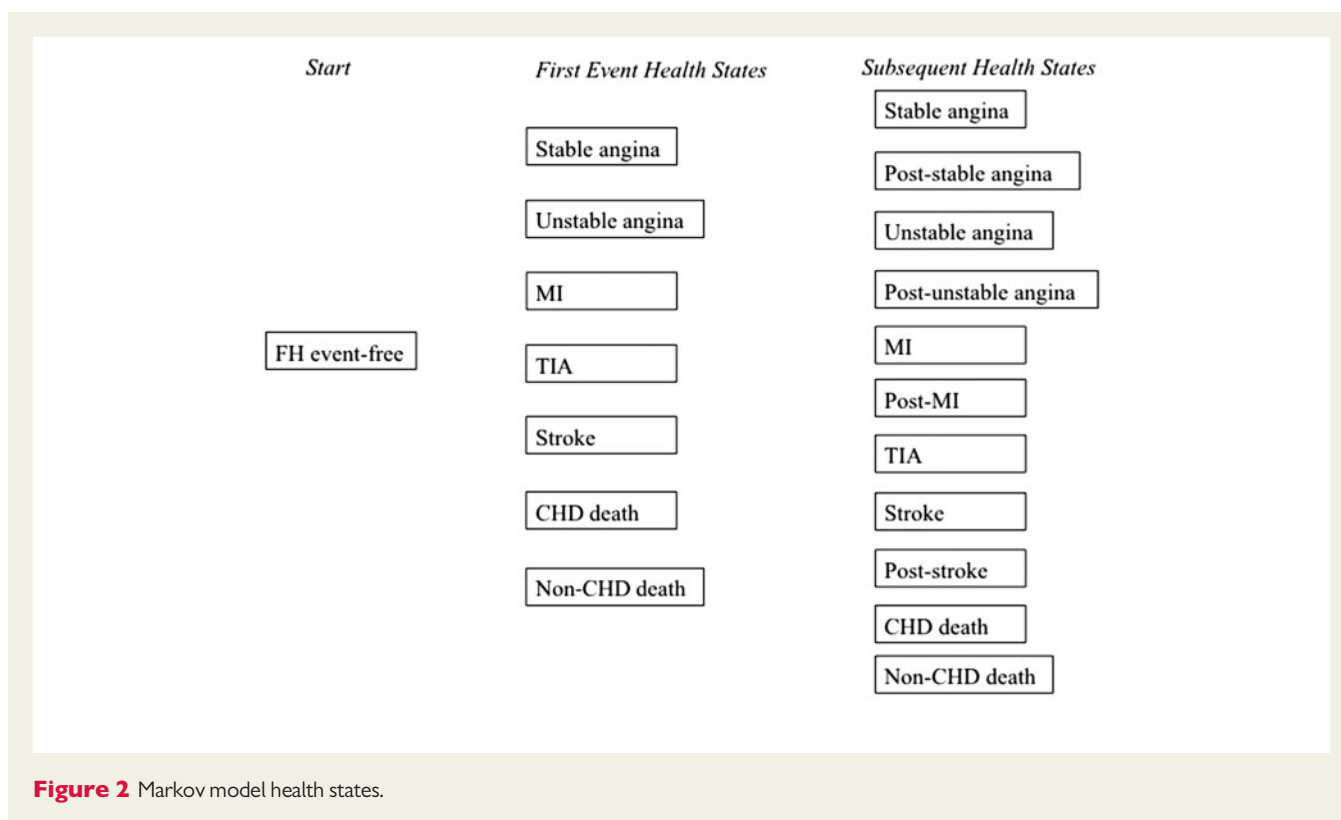 Start
First Event Health States
Subsequent Health States
FH event-free
Stable angina
Unstable angina
MI
TIA
Stroke
CHD death
Non-CHD death
Stable angina
Post-stable angina
Unstable angina
Post-unstable angina
MI
Post-MI
TIA
Stroke
Post-stroke
CHD death
Non-CHD death
Figure 2 Markov model health states.